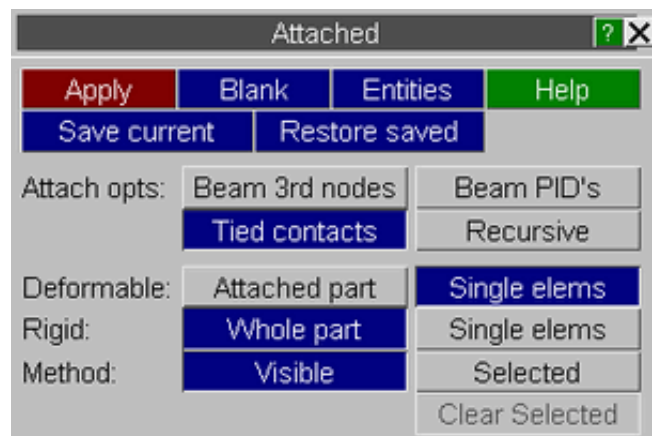 Attached ? X
Apply Blank Entities Help
Save current Restore saved
Attach opts: Beam 3rd nodes Beam PID's
Tied contacts Recursive
Deformable: Attached part Single elems
Rigid: Whole part Single elems
Method: Visible Selected
Clear Selected